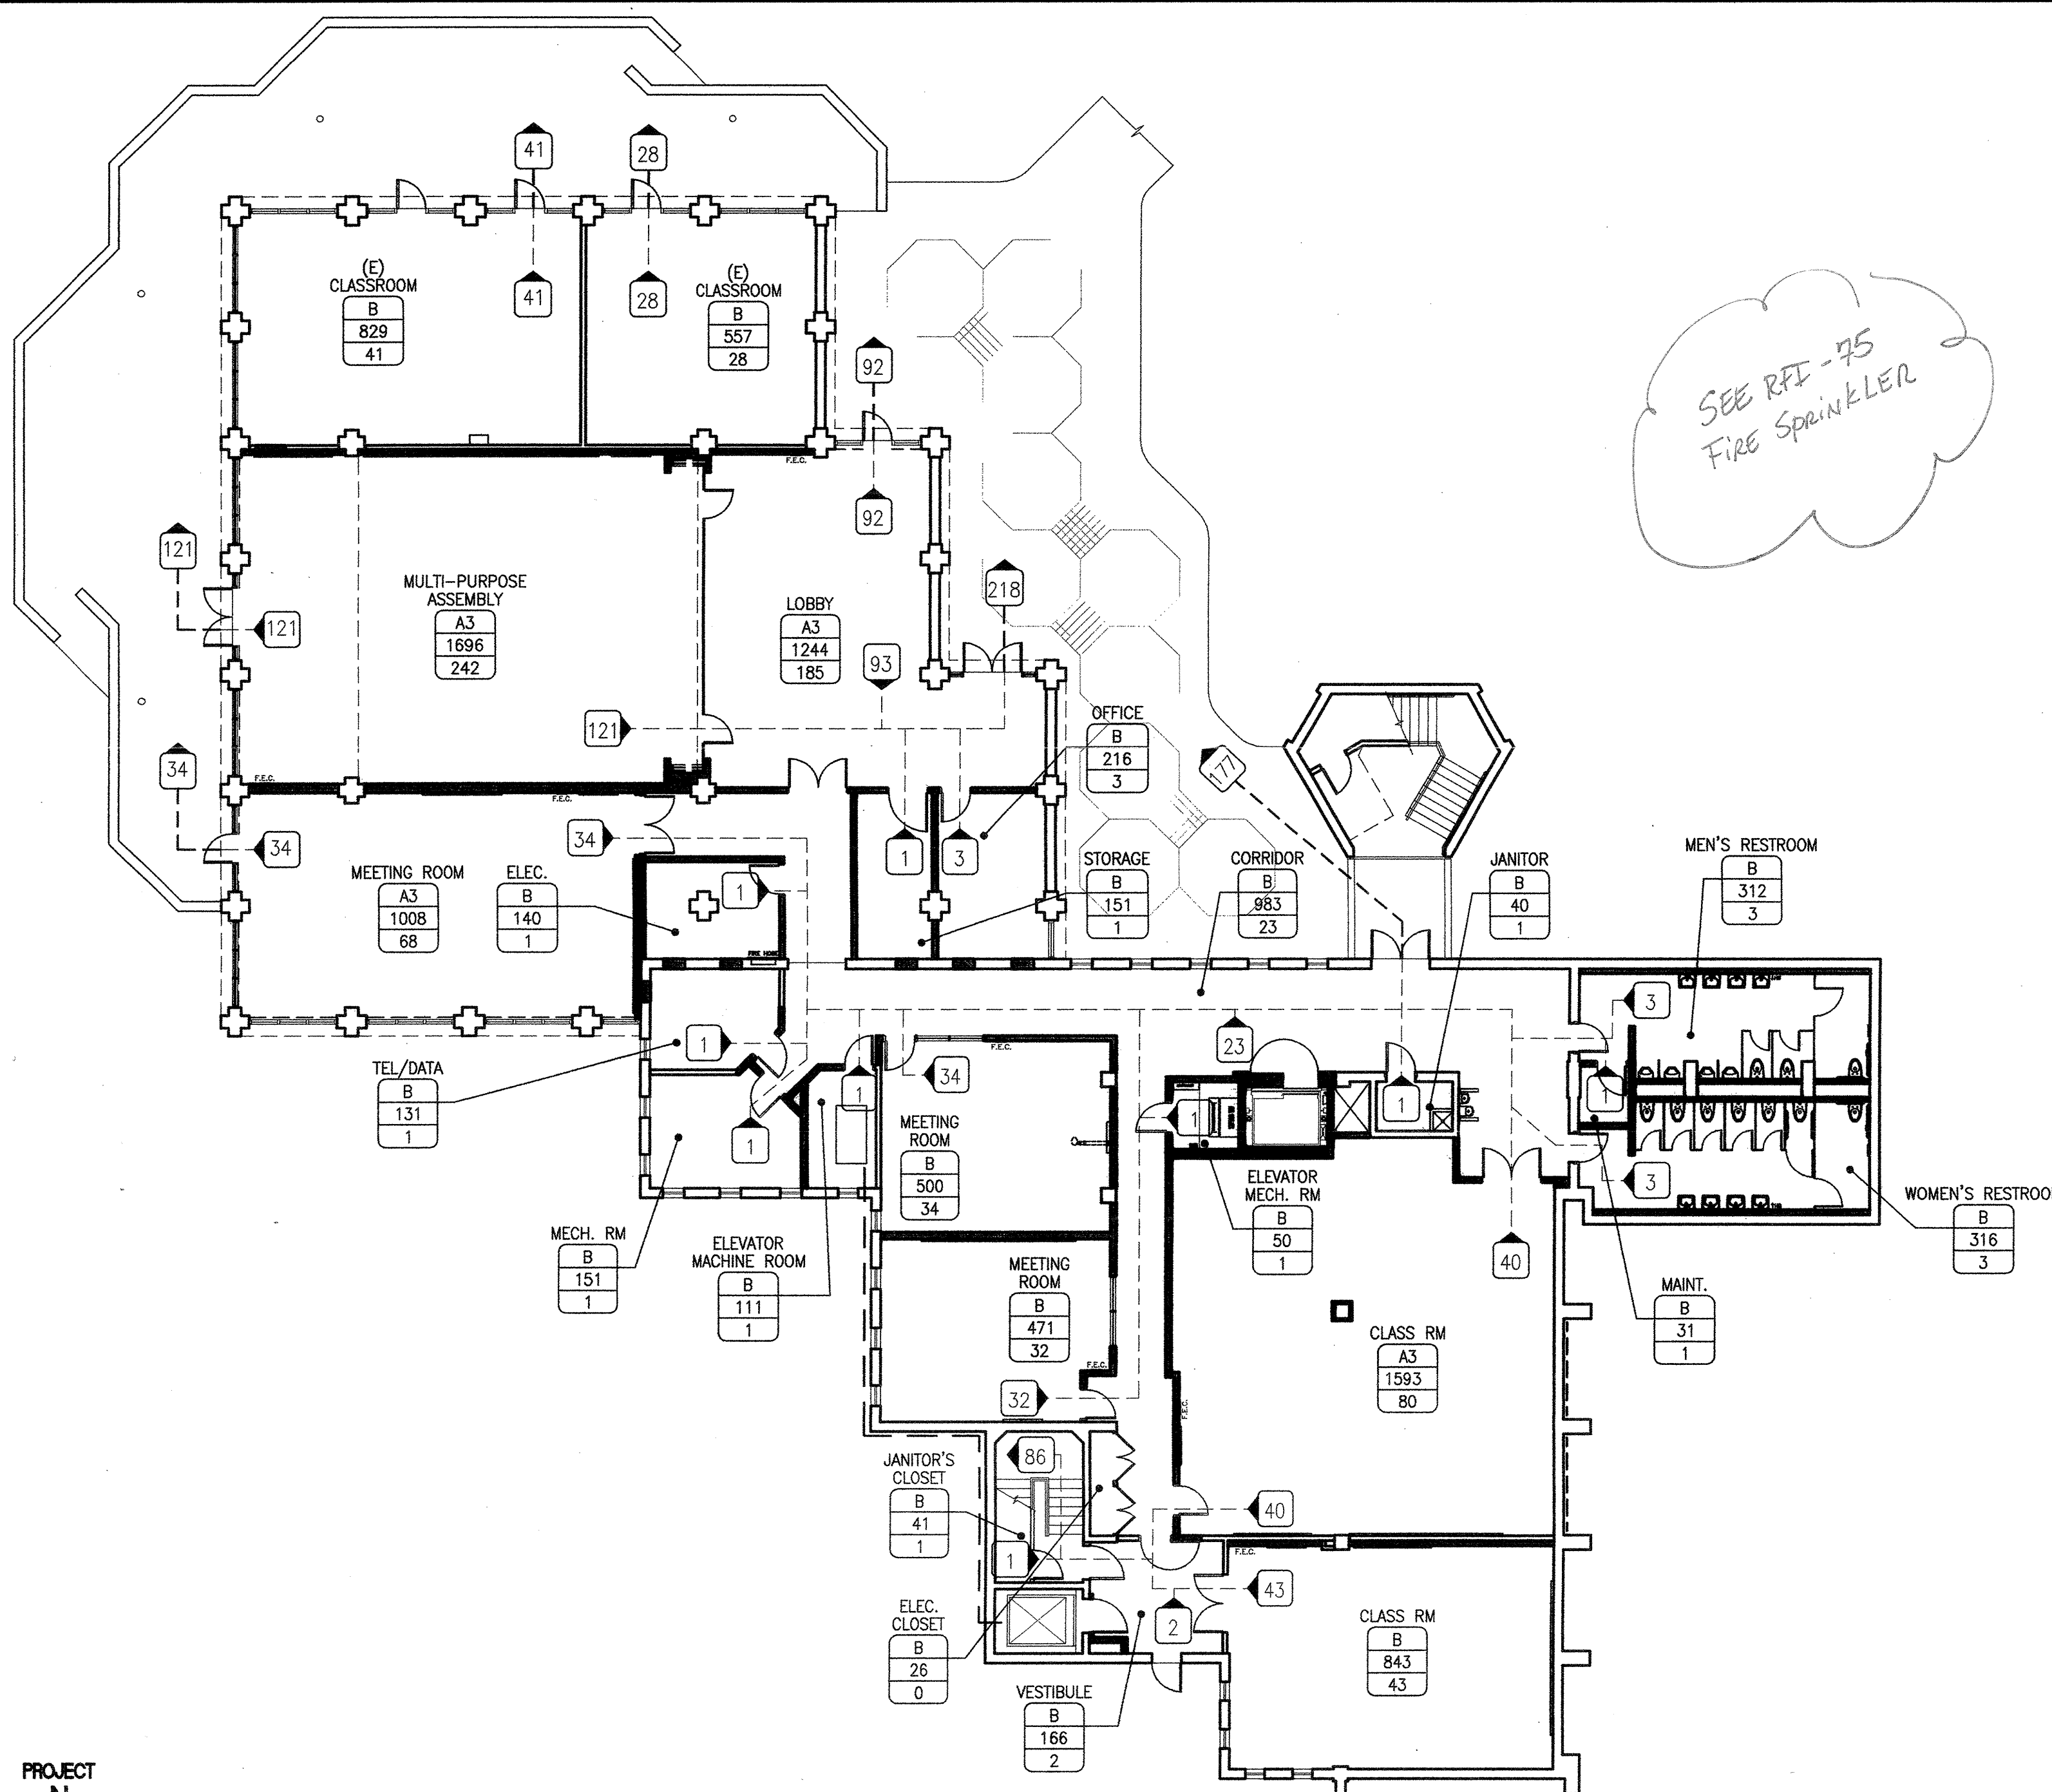 41
28
(E)
CLASSROOM
B
829
41
41
28
(E)
CLASSROOM
B
557
28
SEE RFI-75
FIRE SPRINKLER
92
F.E.C.
92
121
121
MULTI-PURPOSE
ASSEMBLY
A3
1696
242
LOBBY
A3
1244
185
218
93
121
OFFICE
B
216
3
177
34
F.E.C.
F.E.C.
34
34
1
3
MEETING ROOM
A3
1008
68
ELEC.
B
140
1
1
FIRE HOSE
STORAGE
B
151
1
CORRIDOR
B
983
23
JANITOR
B
40
1
MEN'S RESTROOM
B
312
3
3
TEL/DATA
B
131
1
1
1
1
34
F.E.C.
23
1
1
1
3
MEETING
ROOM
B
500
34
ELEVATOR
MECH. RM
B
50
1
WOMEN'S RESTROO
B
316
3
MECH. RM
B
151
1
ELEVATOR
MACHINE ROOM
B
111
1
MEETING
ROOM
B
471
32
40
MAINT.
B
31
1
F.E.C.
32
CLASS RM
A3
1593
80
F.E.C.
JANITOR'S
CLOSET
B
41
1
86
40
1
F.E.C.
43
2
ELEC.
CLOSET
B
26
0
CLASS RM
B
843
43
VESTIBULE
B
166
2
PROJECT
N